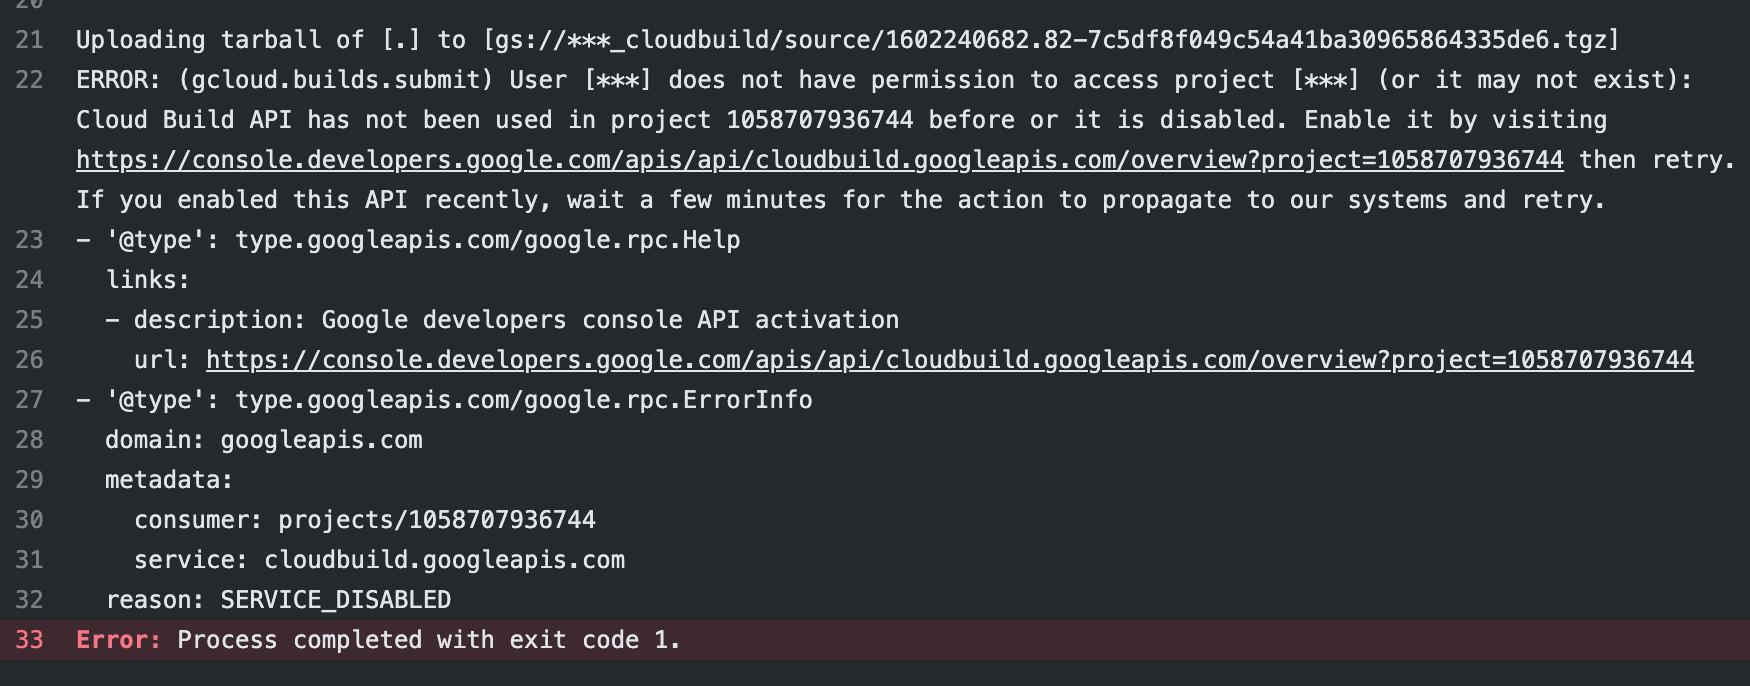 20
21 Uploading tarball of [.] to [gs://***_cloudbuild/source/1602240682.82-7c5df8f049c54a41ba30965864335de6.tgz]
22 ERROR: (gcloud.builds.submit) User [***] does not have permission to access project [***] (or it may not exist):
Cloud Build API has not been used in project 1058707936744 before or it is disabled. Enable it by visiting
https://console.developers.google.com/apis/api/cloudbuild.googleapis.com/overview?project=1058707936744 then retry.
If you enabled this API recently, wait a few minutes for the action to propagate to our systems and retry.
23 - '@type': type.googleapis.com/google.rpc.Help
24 links:
25 - description: Google developers console API activation
26 url: https://console.developers.google.com/apis/api/cloudbuild.googleapis.com/overview?project=1058707936744
27 - '@type': type.googleapis.com/google.rpc.ErrorInfo
28 domain: googleapis.com
29 metadata:
30 consumer: projects/1058707936744
31 service: cloudbuild.googleapis.com
32 reason: SERVICE_DISABLED
33 Error: Process completed with exit code 1.